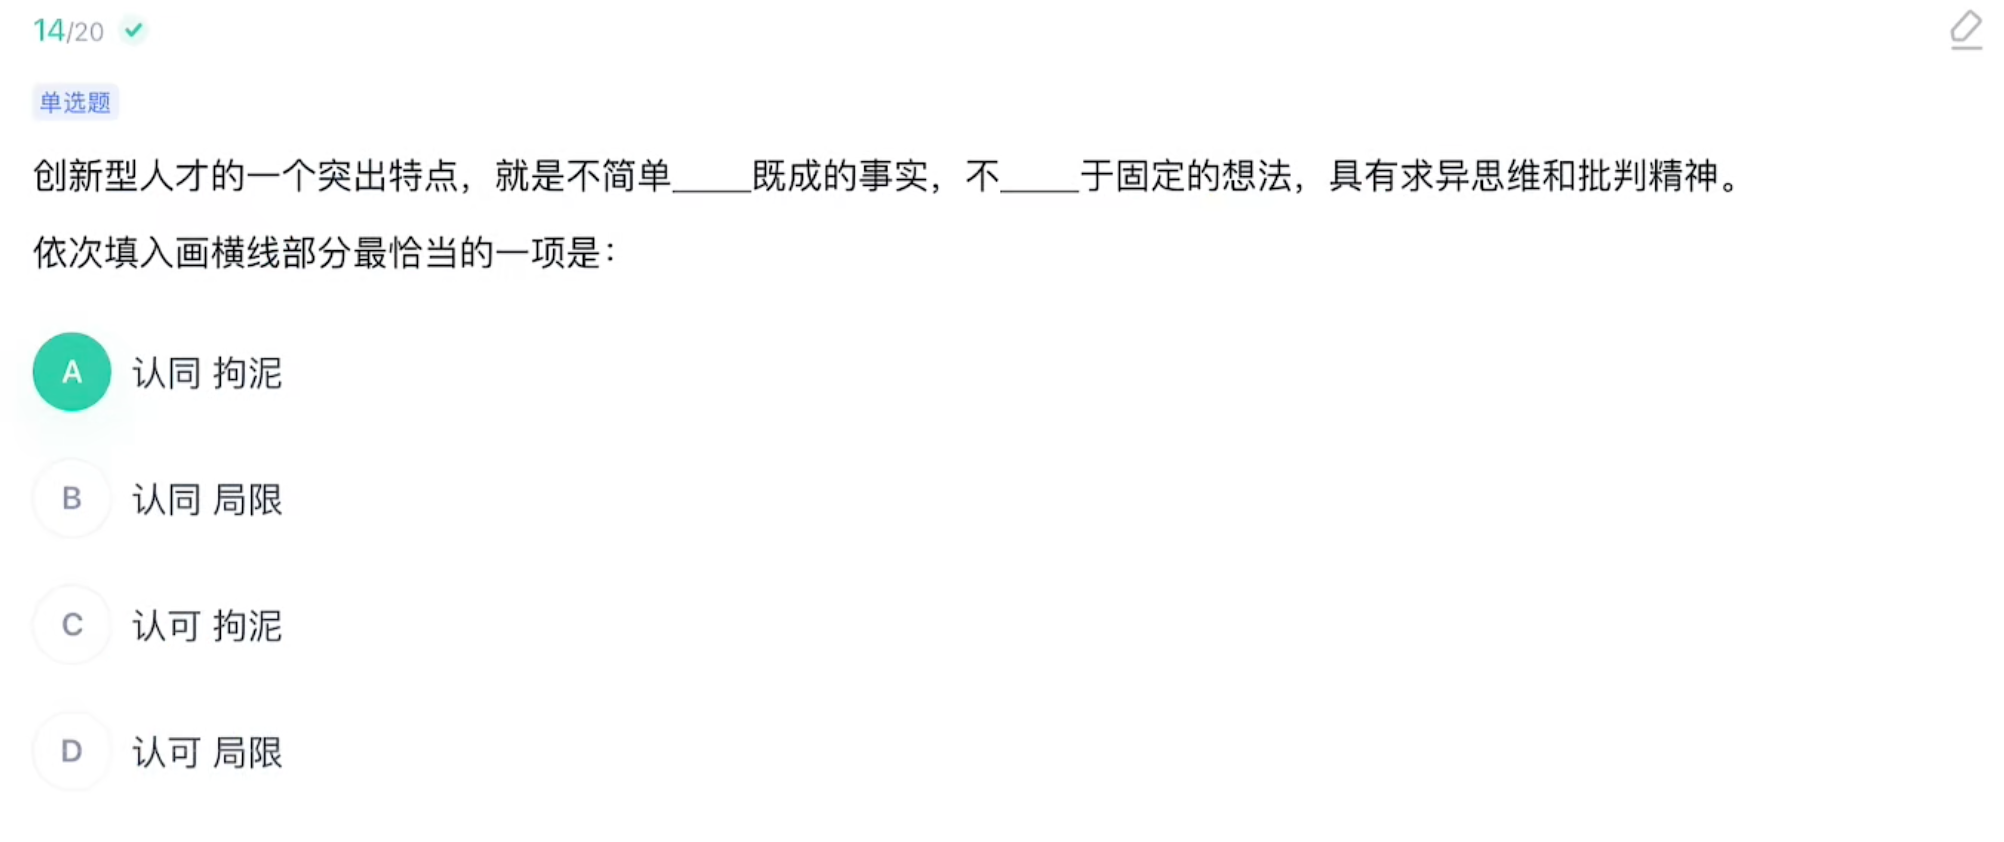 14/20
单选题
创新型人才的一个突出特点，就是不简单____既成的事实，不____于固定的想法，具有求异思维和批判精神。
依次填入画横线部分最恰当的一项是：
A 认同 拘泥
B 认同 局限
C 认可 拘泥
D 认可 局限